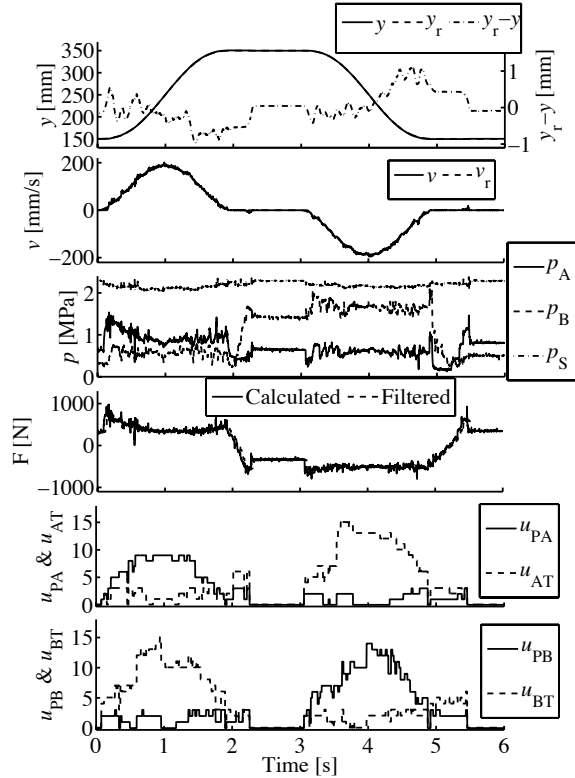 y y_r y_r–y
350
300
250
200
150
y [mm]
1
0
–1
y_r–y [mm]
v v_r
200
0
–200
v [mm/s]
p_A
p_B
p_S
2
1
0
p [MPa]
Calculated Filtered
1000
0
–1000
F [N]
u_PA
u_AT
15
10
5
0
u_PA & u_AT
u_PB
u_BT
15
10
5
0
u_PB & u_BT
0 1 2 3 4 5 6
Time [s]